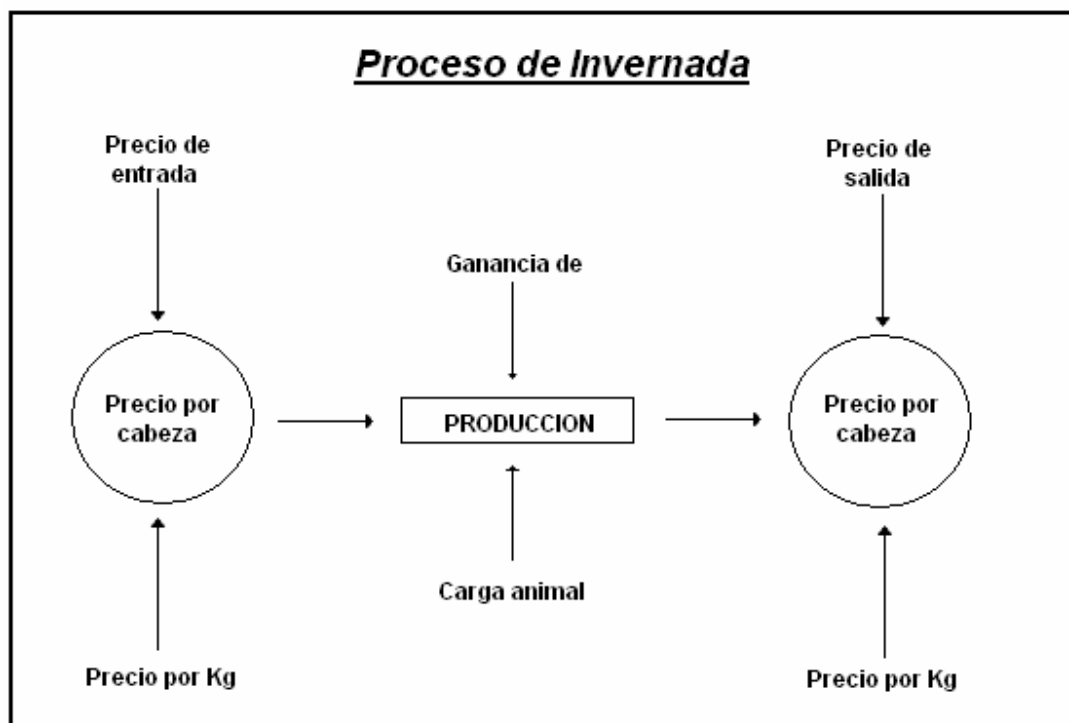 Proceso de Invernada
Precio de
entrada
Precio de
salida
Ganancia de
Precio por
cabeza
PRODUCCION
Precio por
cabeza
Carga animal
Precio por Kg
Precio por Kg